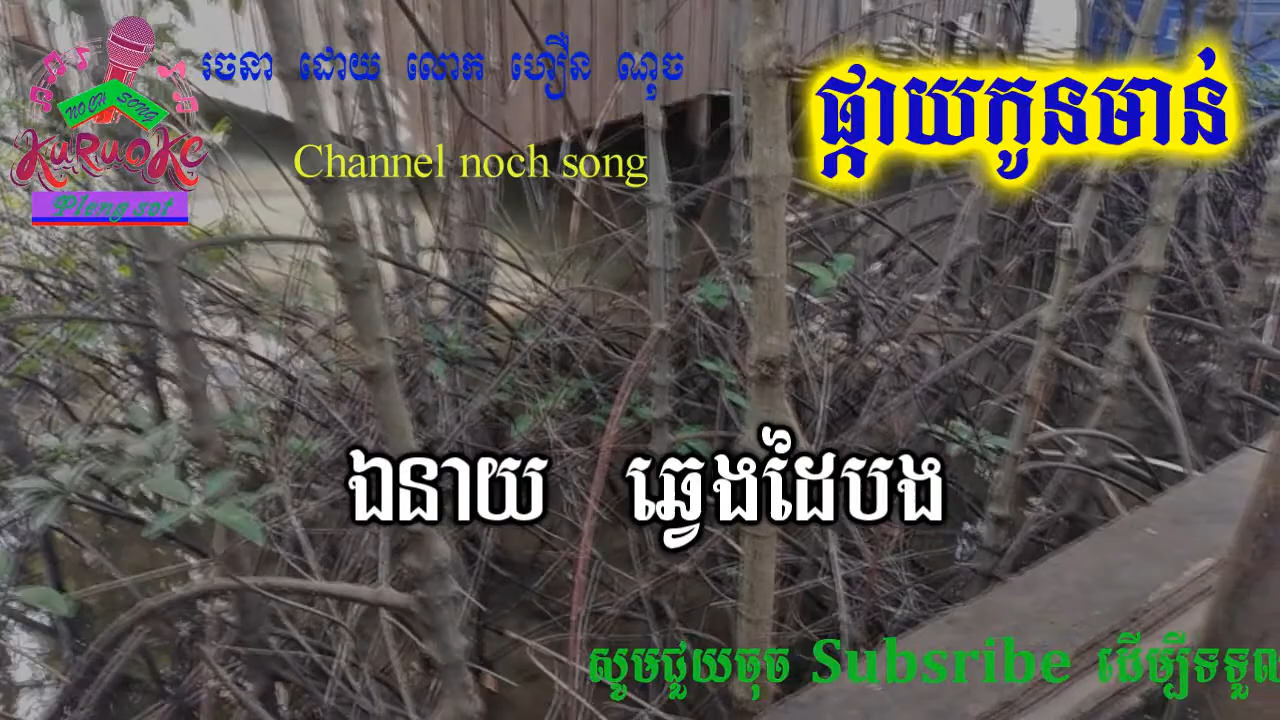 NOCH SONG
KuRuoKe
Pleng sot
រចនា ដោយ លោក ហឿន ណុច
Channel noch song
ផ្កាយកូនមាន់
ឯនាយ ឆ្វេងដៃបង
សូមជួយចុច Subsribe ដើម្បីទទួល